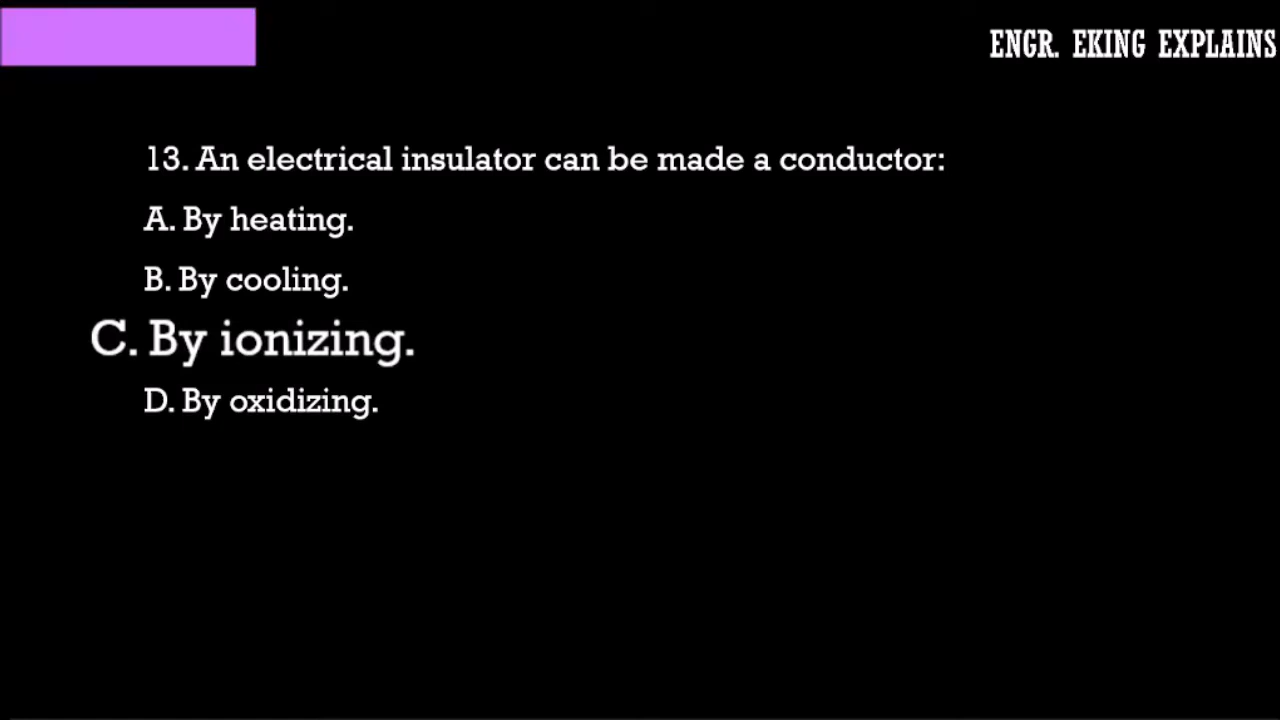 ENGR. EKING EXPLAINS
13. An electrical insulator can be made a conductor:
A. By heating.
B. By cooling.
C. By ionizing.
D. By oxidizing.